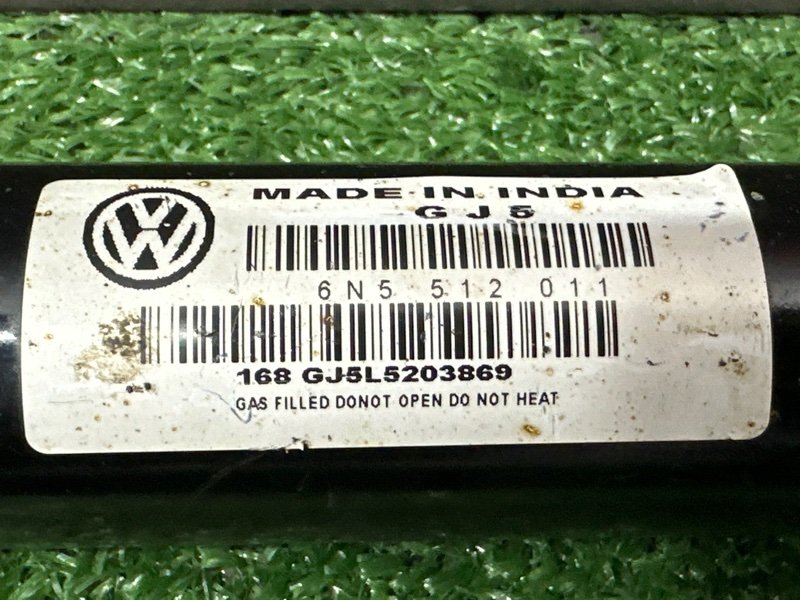 MADE IN INDIA
GJ5
6N5 512 011
168 GJ5L5203869
GAS FILLED DONOT OPEN DO NOT HEAT